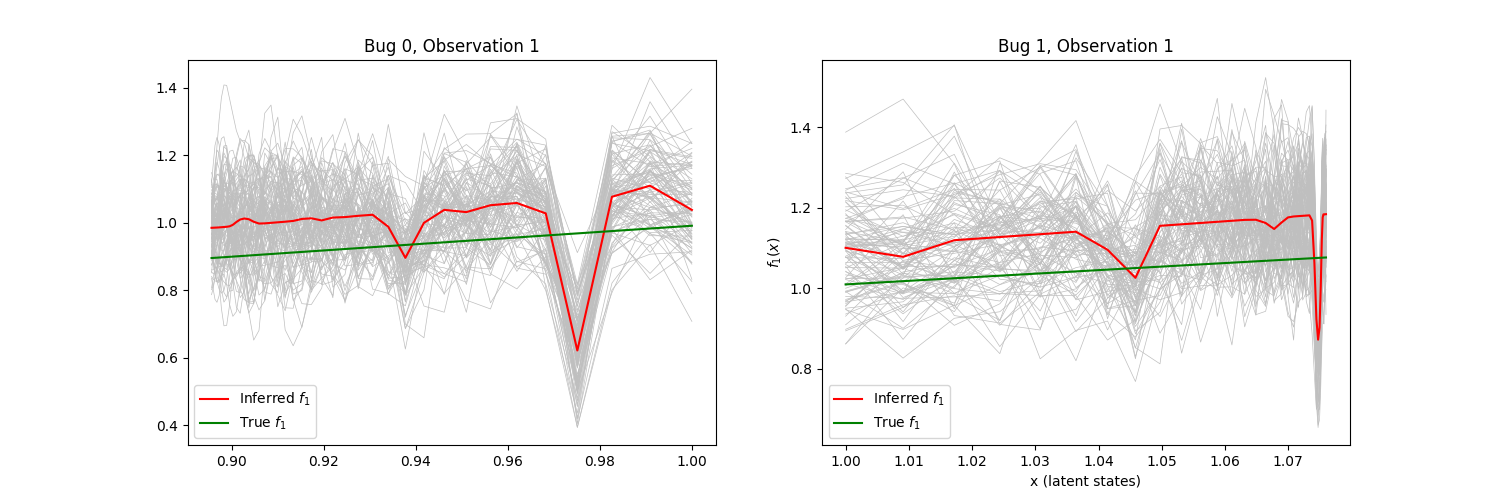 Bug 0, Observation 1
1.4
1.2
1.0
0.8
0.6
0.4
Inferred f₁
True f₁
0.90 0.92 0.94 0.96 0.98 1.00
Bug 1, Observation 1
f₁(x)
1.4
1.2
1.0
0.8
Inferred f₁
True f₁
1.00 1.01 1.02 1.03 1.04 1.05 1.06 1.07
x (latent states)